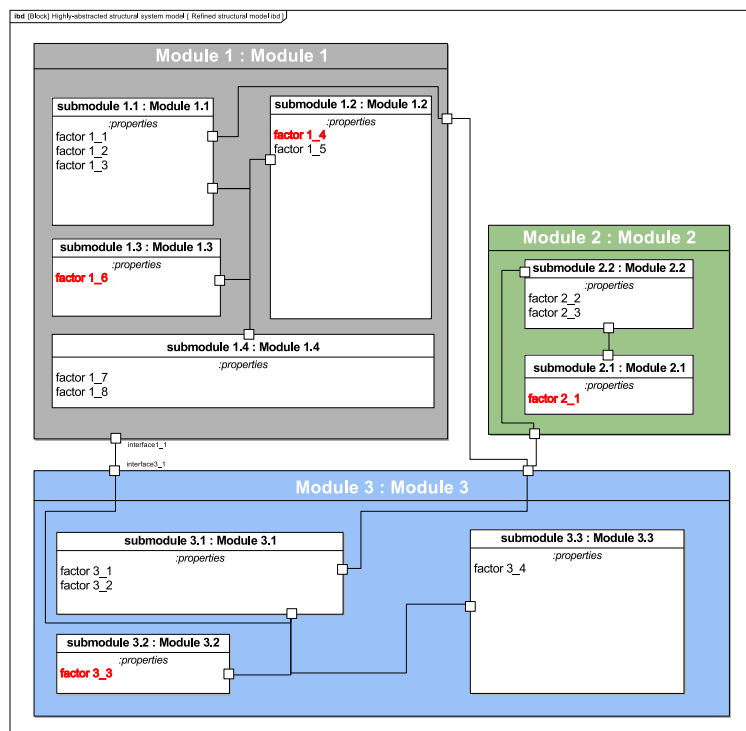 ibd [Block] Highly-abstracted structural system model [ Refined structural model ibd ]
Module 1 : Module 1
submodule 1.1 : Module 1.1
:properties
factor 1_1
factor 1_2
factor 1_3
submodule 1.2 : Module 1.2
:properties
factor 1_4
factor 1_5
submodule 1.3 : Module 1.3
:properties
factor 1_6
submodule 1.4 : Module 1.4
:properties
factor 1_7
factor 1_8
Module 2 : Module 2
submodule 2.2 : Module 2.2
:properties
factor 2_2
factor 2_3
submodule 2.1 : Module 2.1
:properties
factor 2_1
interface1_1
interface3_1
Module 3 : Module 3
submodule 3.1 : Module 3.1
:properties
factor 3_1
factor 3_2
submodule 3.3 : Module 3.3
:properties
factor 3_4
submodule 3.2 : Module 3.2
:properties
factor 3_3